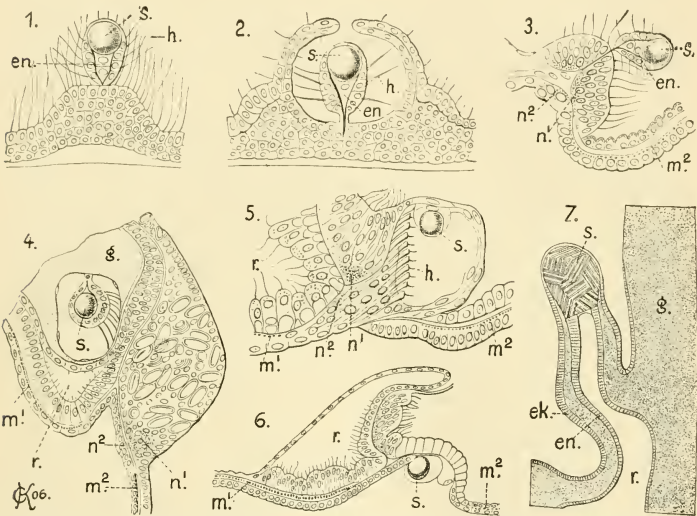 1.
s.
h.
en.
2.
s.
h.
en
3.
s.
en.
n²
n¹
m²
4.
g.
s.
m¹
r.
n²
n¹
m²
CK06.
5.
r.
s.
h.
m¹
n²
n¹
m²
6.
r.
m¹
s.
m²
7.
s.
g.
ek.
en.
r.